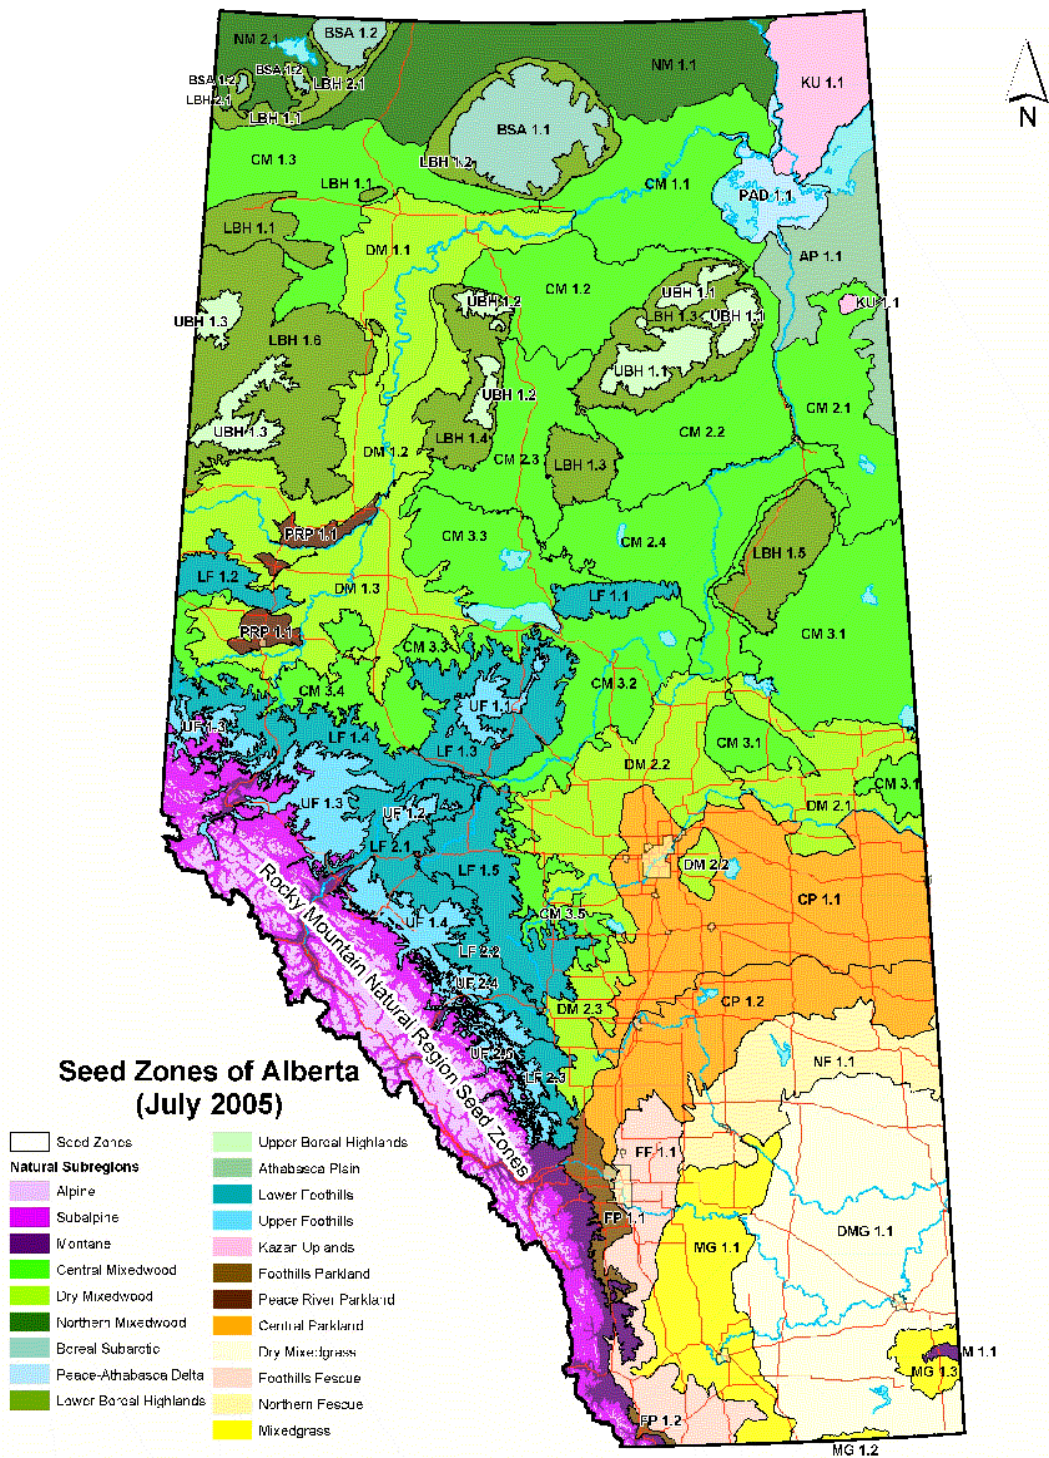 NM 2.1
BSA 1.2
NM 1.1
BSA 1.2
BSA 1.2
LBH 2.1
KU 1.1
LBH 2.1
LBH 1.1
BSA 1.1
CM 1.3
LBH 1.2
LBH 1.1
CM 1.1
PAD 1.1
LBH 1.1
DM 1.1
AP 1.1
CM 1.2
UBH 1.1
UBH 1.2
KU 1.1
UBH 1.3
LBH 1.3
UBH 1.1
LBH 1.6
UBH 1.1
UBH 1.2
CM 2.1
UBH 1.3
LBH 1.4
CM 2.2
DM 1.2
CM 2.3
LBH 1.3
PRP 1.1
CM 3.3
CM 2.4
LBH 1.5
LF 1.2
DM 1.3
LF 1.1
PRP 1.1
CM 3.3
CM 3.1
CM 3.4
CM 3.2
UF 1.1
UF 1.3
LF 1.4
LF 1.3
CM 3.1
DM 2.2
CM 3.1
UF 1.3
UF 1.2
DM 2.1
LF 2.1
LF 1.5
DM 2.2
CP 1.1
UF 1.4
CM 3.5
LF 2.2
UF 2.4
CP 1.2
DM 2.3
Rocky Mountain Natural Region Seed Zones
UF 2.5
NF 1.1
LF 2.3
FF 1.1
FP 1.1
DMG 1.1
MG 1.1
M 1.1
MG 1.3
FP 1.2
MG 1.2
N
Seed Zones of Alberta
(July 2005)
Seed Zones
Natural Subregions
Alpine
Subalpine
Montane
Central Mixedwood
Dry Mixedwood
Northern Mixedwood
Boreal Subarctic
Peace-Athabasca Delta
Lower Boreal Highlands
Upper Boreal Highlands
Athabasca Plain
Lower Foothills
Upper Foothills
Kazan Uplands
Foothills Parkland
Peace River Parkland
Central Parkland
Dry Mixedgrass
Foothills Fescue
Northern Fescue
Mixedgrass